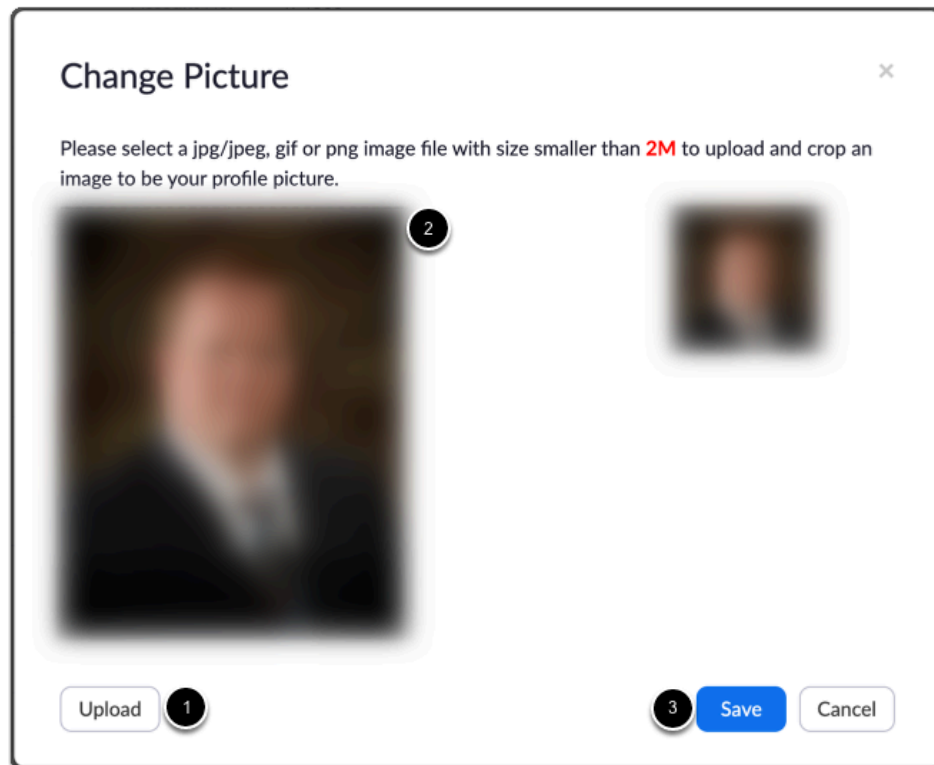 Change Picture
×
Please select a jpg/jpeg, gif or png image file with size smaller than 2M to upload and crop an
image to be your profile picture.
2
Upload 1 3 Save Cancel